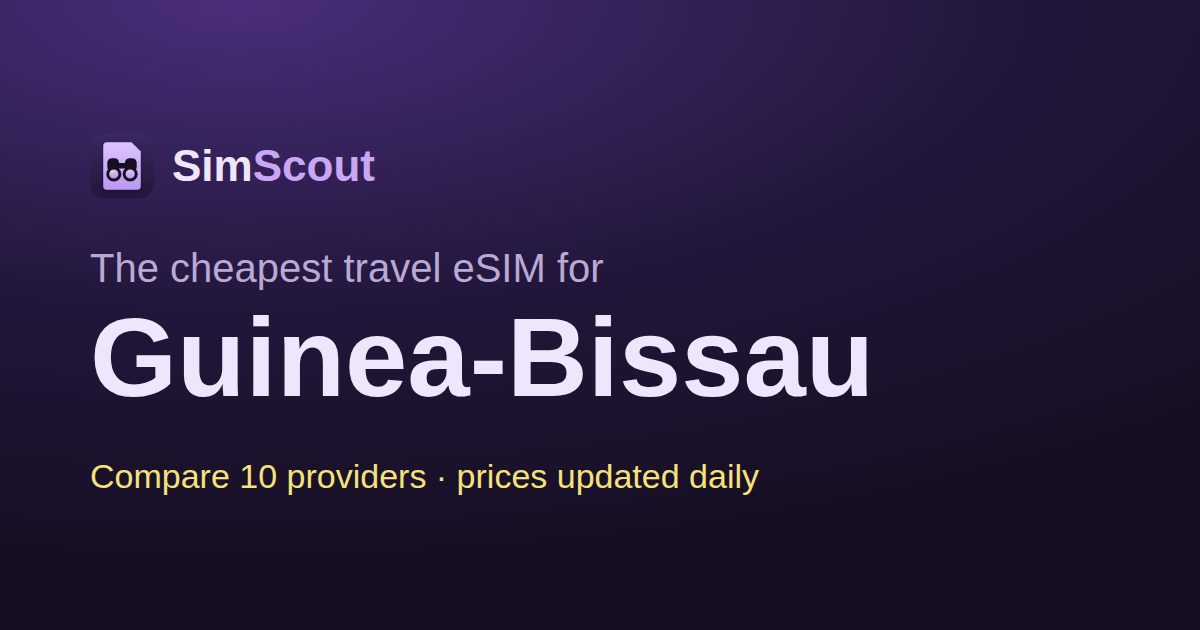 SimScout
The cheapest travel eSIM for
Guinea-Bissau
Compare 10 providers · prices updated daily